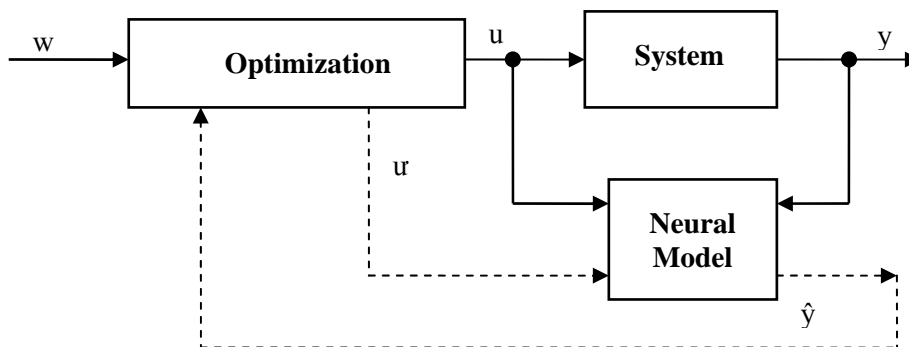 w
Optimization
u
System
y
Neural
Model
ŷ